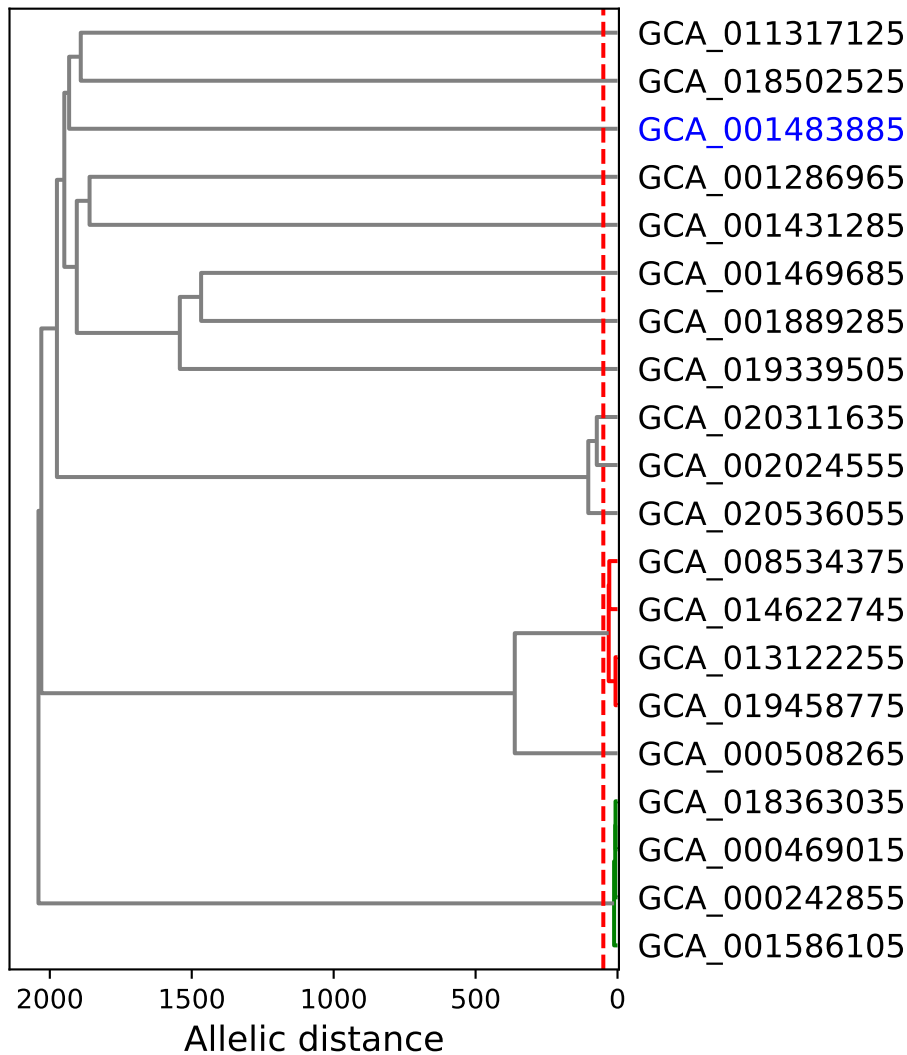 GCA_011317125
GCA_018502525
GCA_001483885
GCA_001286965
GCA_001431285
GCA_001469685
GCA_001889285
GCA_019339505
GCA_020311635
GCA_002024555
GCA_020536055
GCA_008534375
GCA_014622745
GCA_013122255
GCA_019458775
GCA_000508265
GCA_018363035
GCA_000469015
GCA_000242855
GCA_001586105
2000 1500 1000 500 0
Allelic distance